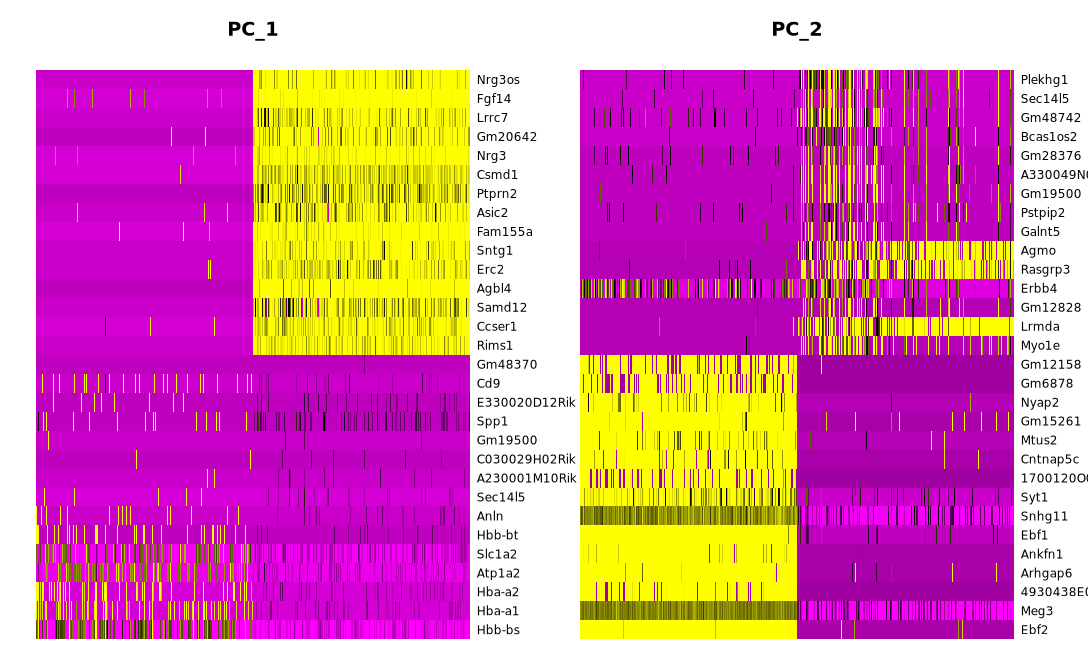 PC_1
Nrg3os
Fgf14
Lrrc7
Gm20642
Nrg3
Csmd1
Ptprn2
Asic2
Fam155a
Sntg1
Erc2
Agbl4
Samd12
Ccser1
Rims1
Gm48370
Cd9
E330020D12Rik
Spp1
Gm19500
C030029H02Rik
A230001M10Rik
Sec14l5
Anln
Hbb-bt
Slc1a2
Atp1a2
Hba-a2
Hba-a1
Hbb-bs
PC_2
Plekhg1
Sec14l5
Gm48742
Bcas1os2
Gm28376
A330049N
Gm19500
Pstpip2
Galnt5
Agmo
Rasgrp3
Erbb4
Gm12828
Lrmda
Myo1e
Gm12158
Gm6878
Nyap2
Gm15261
Mtus2
Cntnap5c
1700120O
Syt1
Snhg11
Ebf1
Ankfn1
Arhgap6
4930438E
Meg3
Ebf2